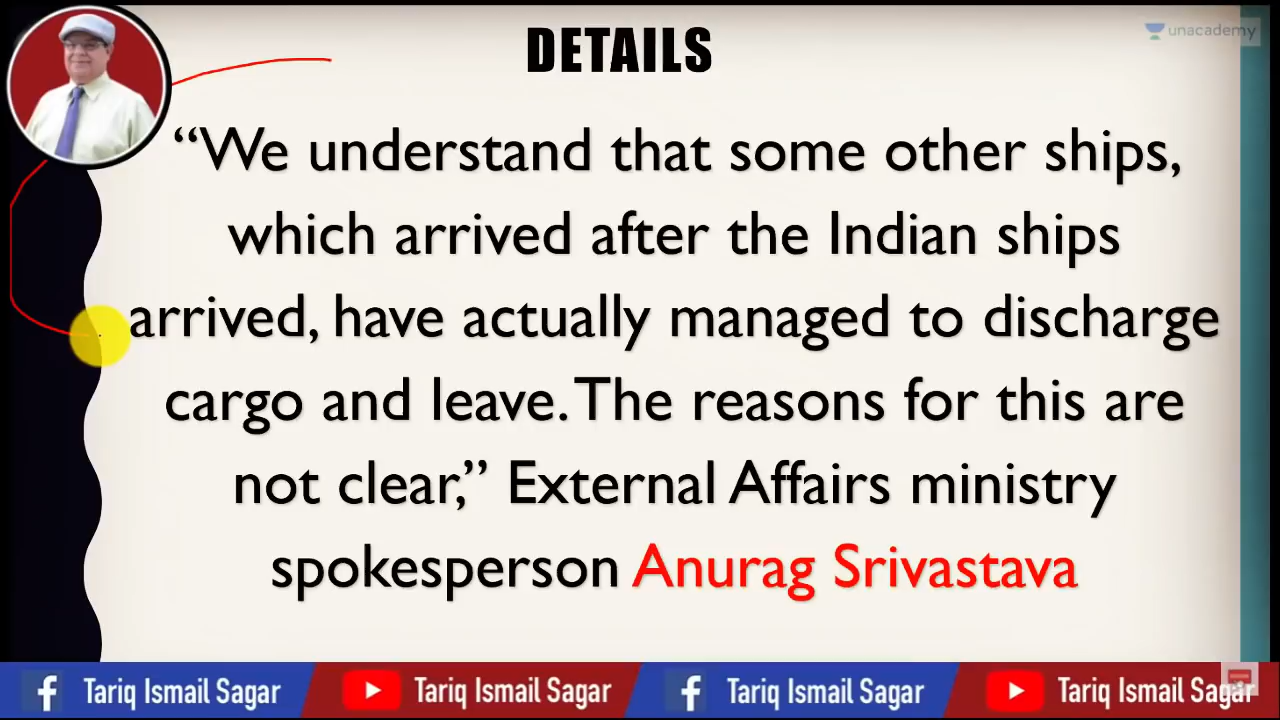 DETAILS
unacademy
“We understand that some other ships,
which arrived after the Indian ships
arrived, have actually managed to discharge
cargo and leave. The reasons for this are
not clear,” External Affairs ministry
spokesperson Anurag Srivastava
Tariq Ismail Sagar Tariq Ismail Sagar Tariq Ismail Sagar Tariq Ismail Sagar